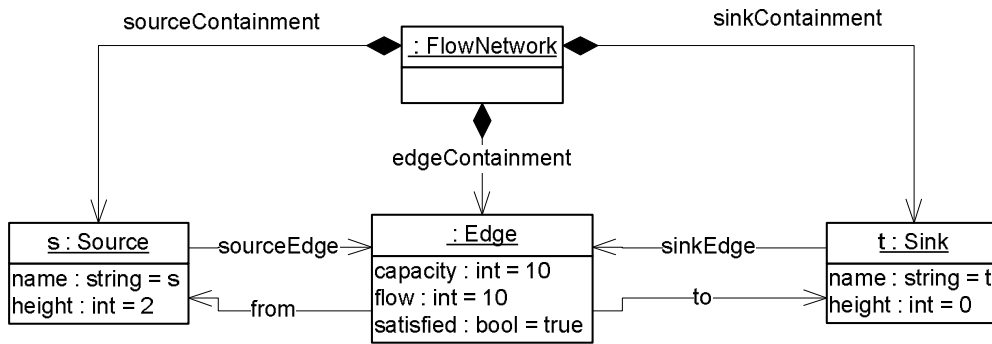 sourceContainment
sinkContainment
: FlowNetwork
edgeContainment
s : Source
name : string = s
height : int = 2
sourceEdge
from
: Edge
capacity : int = 10
flow : int = 10
satisfied : bool = true
sinkEdge
to
t : Sink
name : string = t
height : int = 0